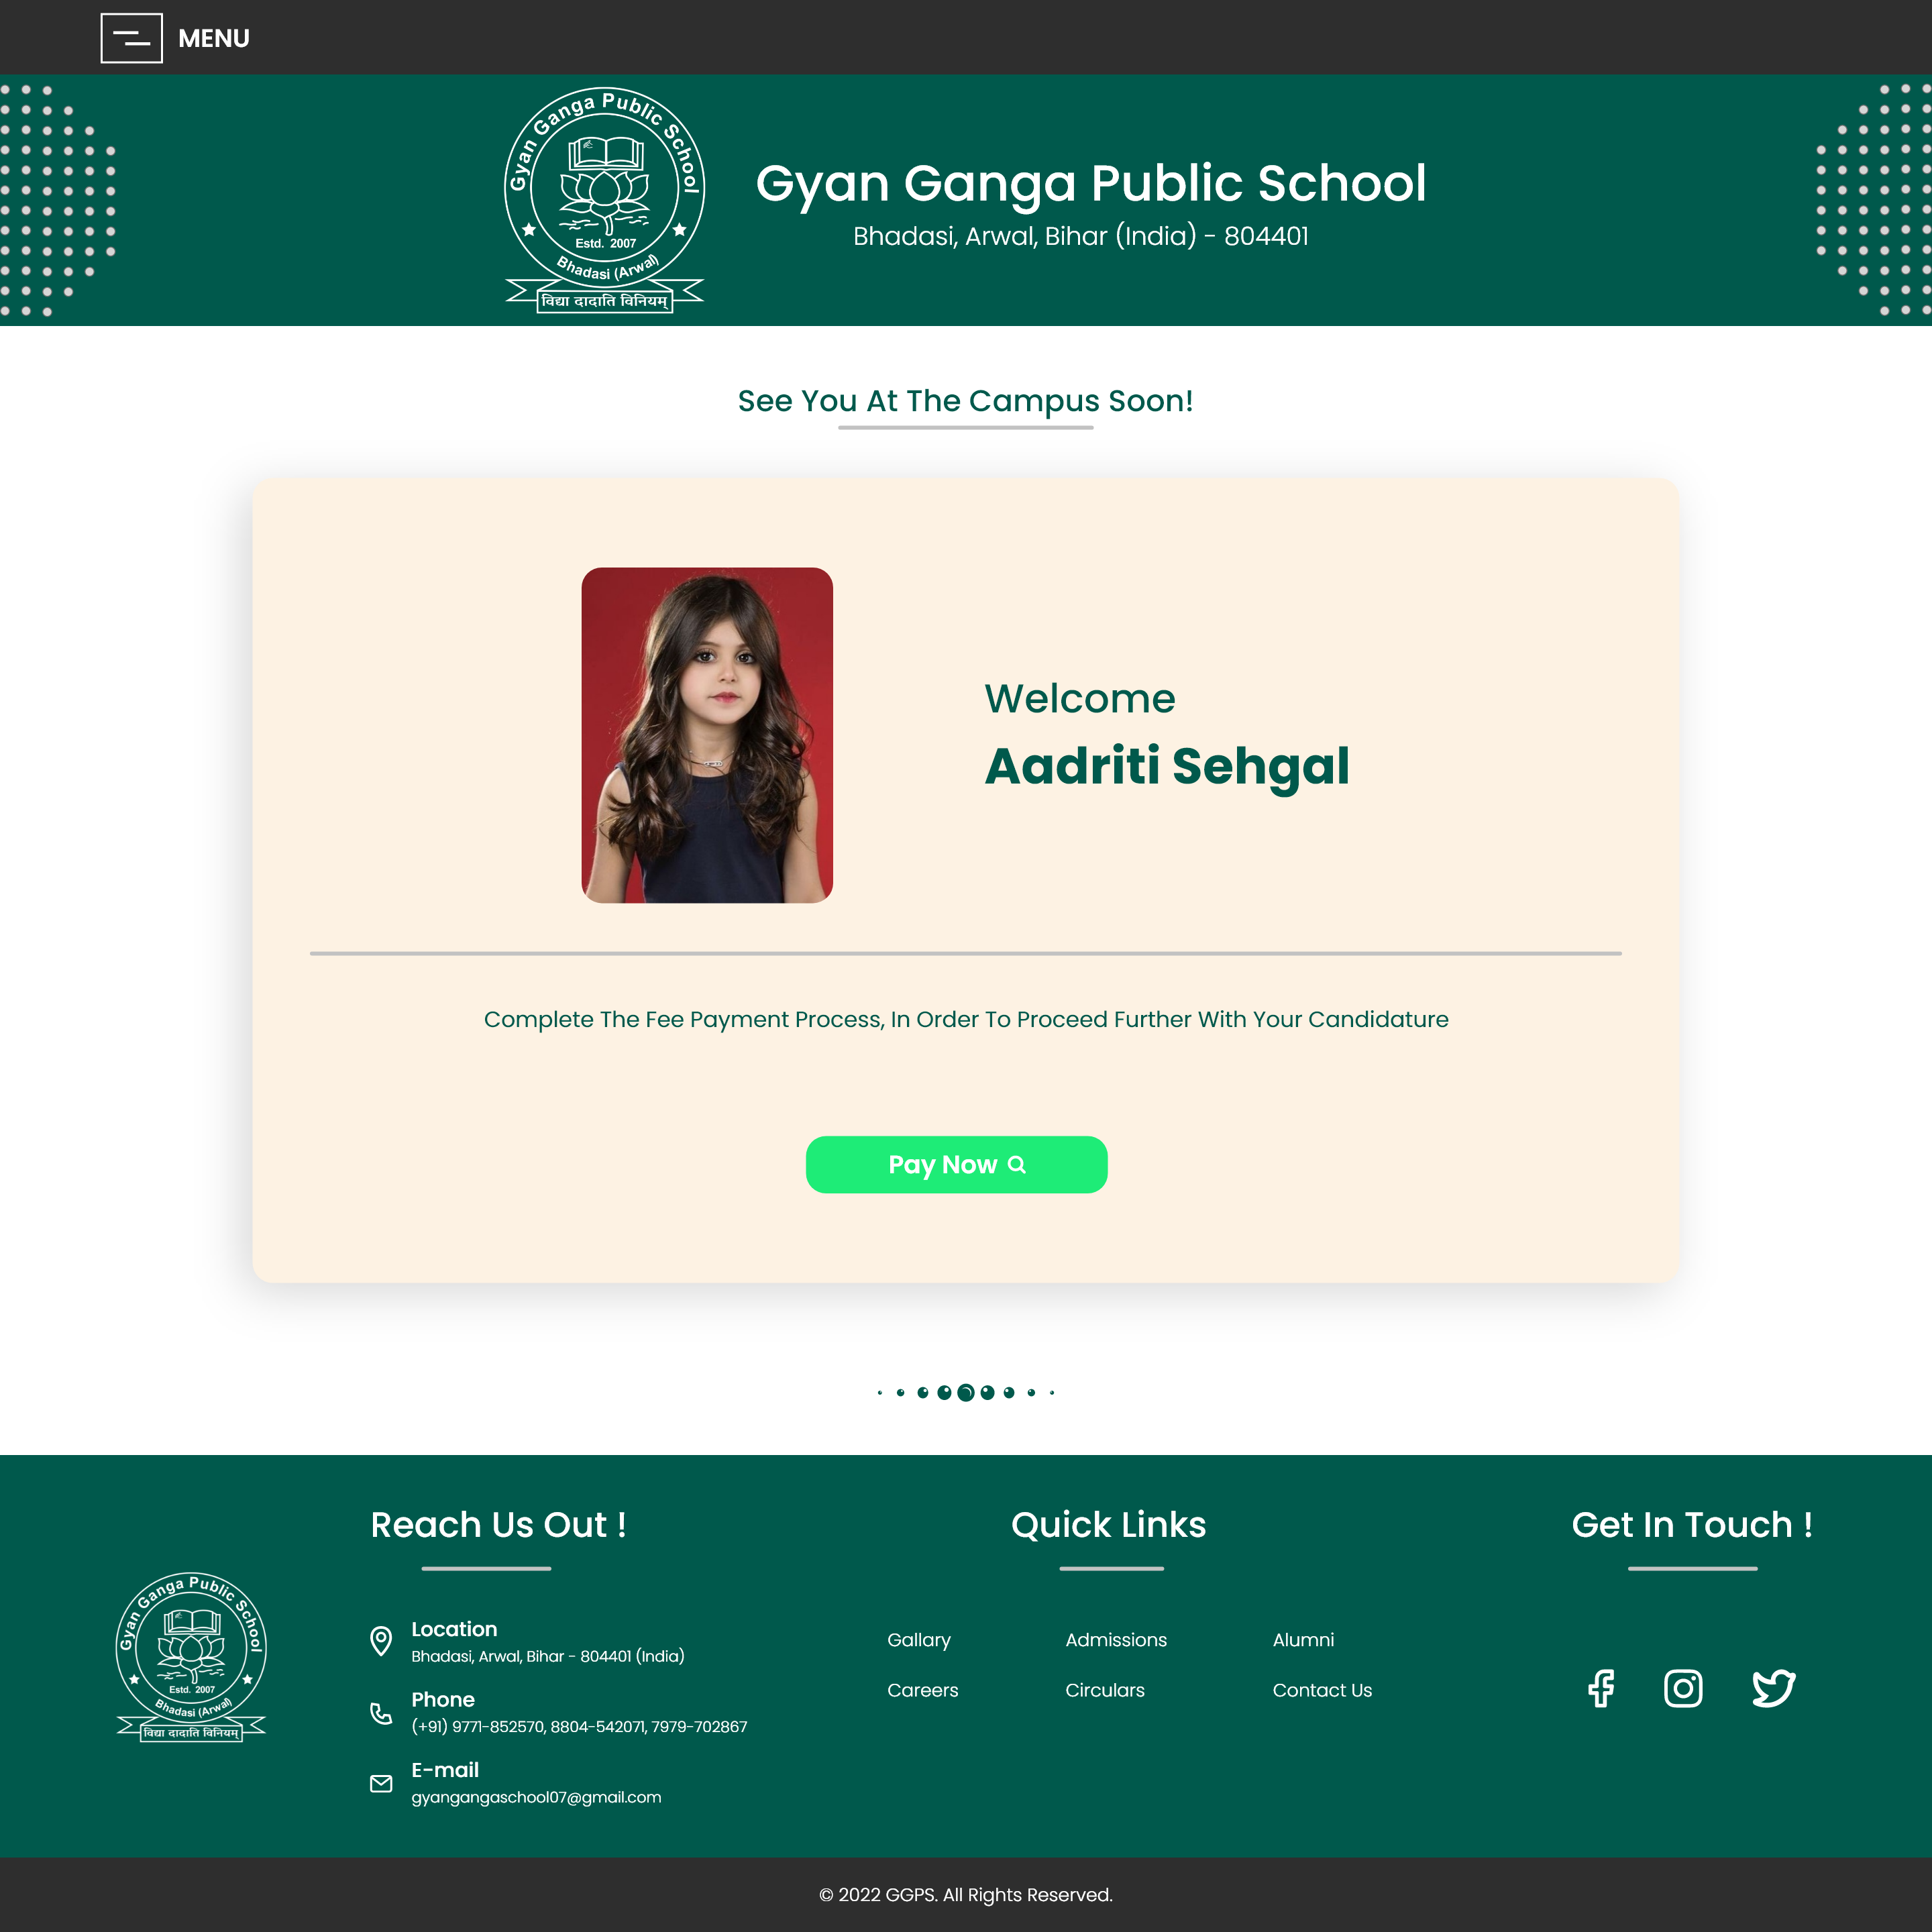 MENU
Gyan Ganga Public School
Estd. 2007
Bhadasi (Arwal)
विद्या दादाति विनियम्
Gyan Ganga Public School
Bhadasi, Arwal, Bihar (India) - 804401
See You At The Campus Soon!
Welcome
Aadriti Sehgal
Complete The Fee Payment Process, In Order To Proceed Further With Your Candidature
Pay Now
Gyan Ganga Public School
Estd. 2007
Bhadasi (Arwal)
विद्या दादाति विनियम्
Reach Us Out !
Location
Bhadasi, Arwal, Bihar - 804401 (India)
Phone
(+91) 9771-852570, 8804-542071, 7979-702867
E-mail
gyangangaschool07@gmail.com
Quick Links
Gallary Admissions Alumni
Careers Circulars Contact Us
Get In Touch !
© 2022 GGPS. All Rights Reserved.